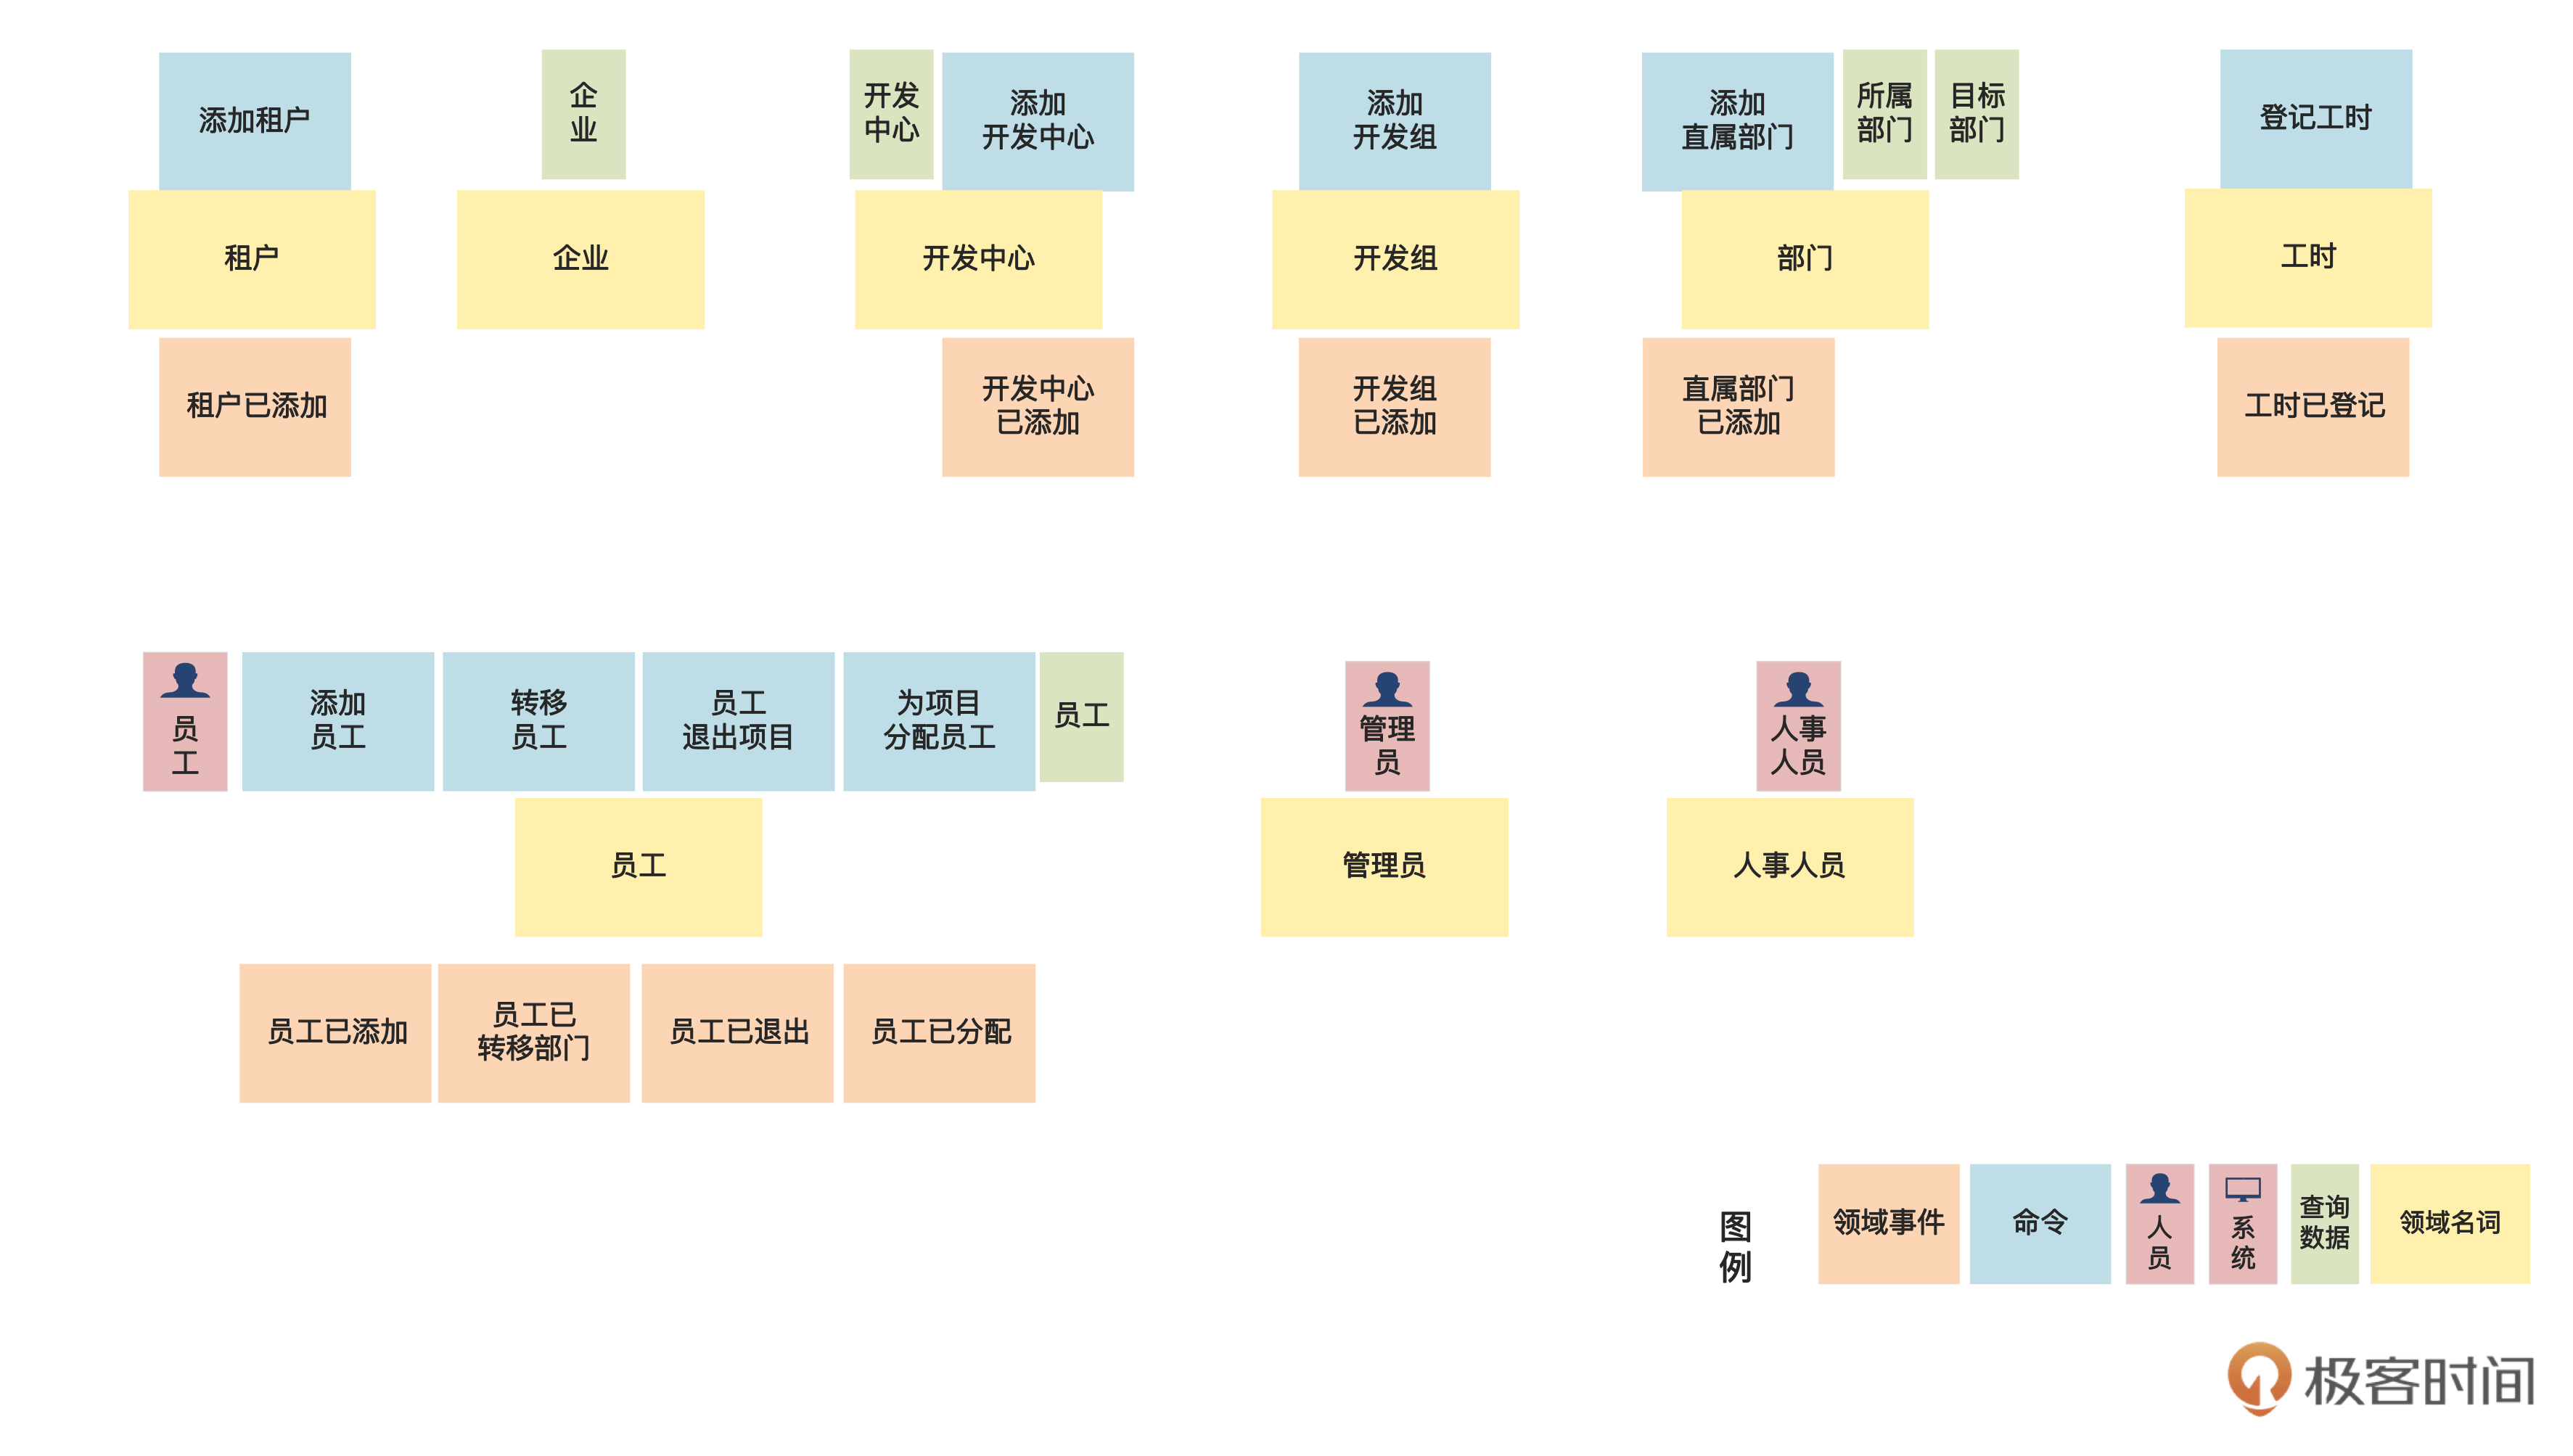 添加租户
企
业
开发
中心
添加
开发中心
添加
开发组
添加
直属部门
所属
部门
目标
部门
登记工时
租户
企业
开发中心
开发组
部门
工时
租户已添加
开发中心
已添加
开发组
已添加
直属部门
已添加
工时已登记
员
工
添加
员工
转移
员工
员工
退出项目
为项目
分配员工
员工
管理
员
人事
人员
员工
管理员
人事人员
员工已添加
员工已
转移部门
员工已退出
员工已分配
图
例
领域事件
命令
人
员
系
统
查询
数据
领域名词
极客时间